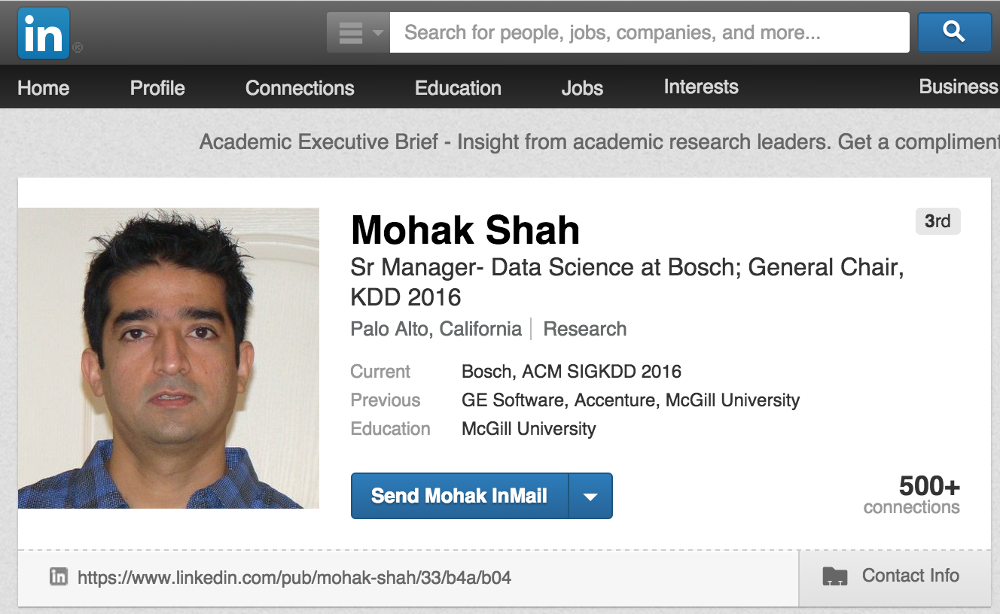 in ®
Search for people, jobs, companies, and more...
Home Profile Connections Education Jobs Interests Business
Academic Executive Brief - Insight from academic research leaders. Get a compliment
Mohak Shah
3rd
Sr Manager- Data Science at Bosch; General Chair,
KDD 2016
Palo Alto, California Research
Current Bosch, ACM SIGKDD 2016
Previous GE Software, Accenture, McGill University
Education McGill University
Send Mohak InMail
500+
connections
in https://www.linkedin.com/pub/mohak-shah/33/b4a/b04
Contact Info